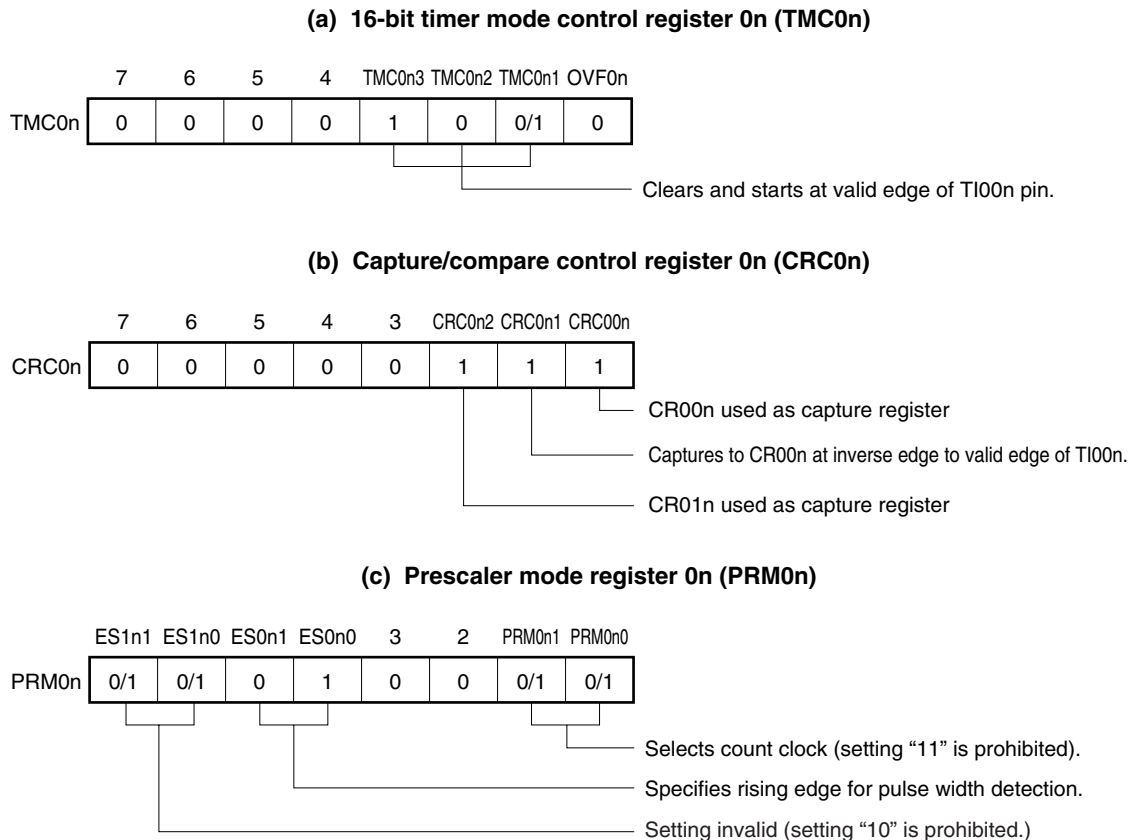 (a) 16-bit timer mode control register 0n (TMC0n)
7 6 5 4 TMC0n3 TMC0n2 TMC0n1 OVF0n
TMC0n 0 0 0 0 1 0 0/1 0
Clears and starts at valid edge of TI00n pin.
(b) Capture/compare control register 0n (CRC0n)
7 6 5 4 3 CRC0n2 CRC0n1 CRC00n
CRC0n 0 0 0 0 0 1 1 1
CR00n used as capture register
Captures to CR00n at inverse edge to valid edge of TI00n.
CR01n used as capture register
(c) Prescaler mode register 0n (PRM0n)
ES1n1 ES1n0 ES0n1 ES0n0 3 2 PRM0n1 PRM0n0
PRM0n 0/1 0/1 0 1 0 0 0/1 0/1
Selects count clock (setting “11” is prohibited).
Specifies rising edge for pulse width detection.
Setting invalid (setting “10” is prohibited.)